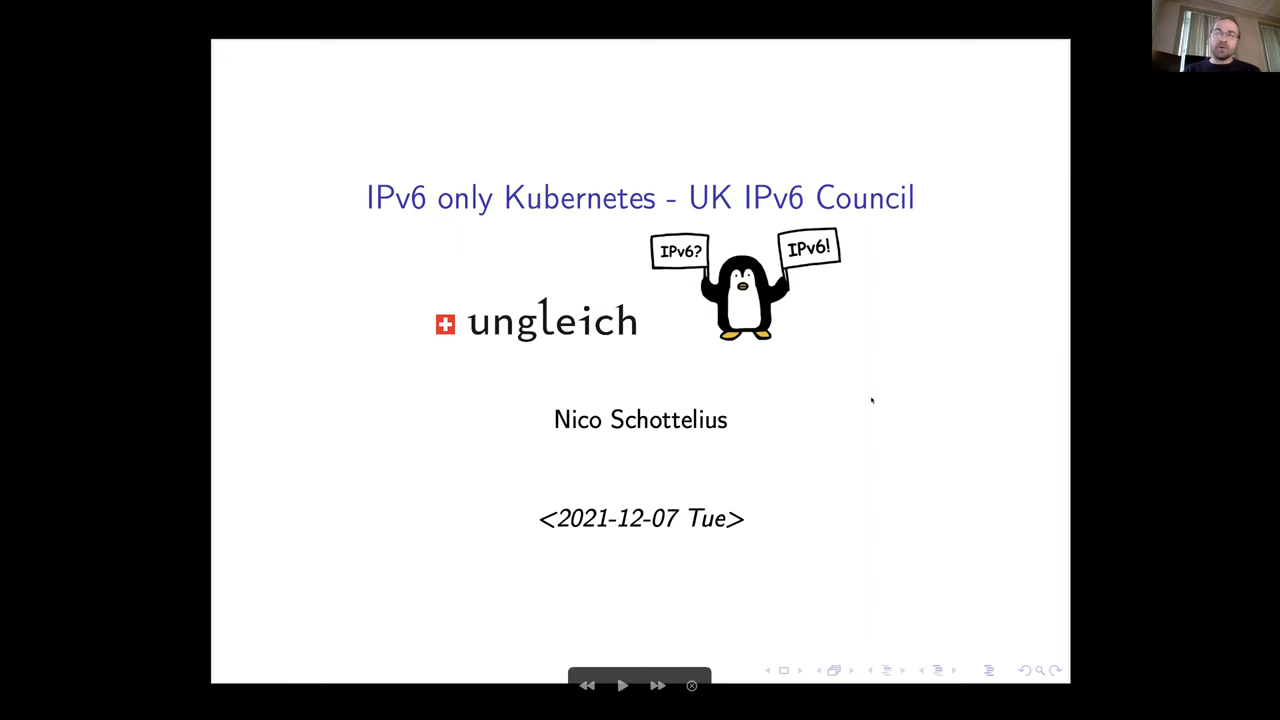 IPv6 only Kubernetes - UK IPv6 Council
IPv6?
IPv6!
ungleich
Nico Schottelius
<2021-12-07 Tue>